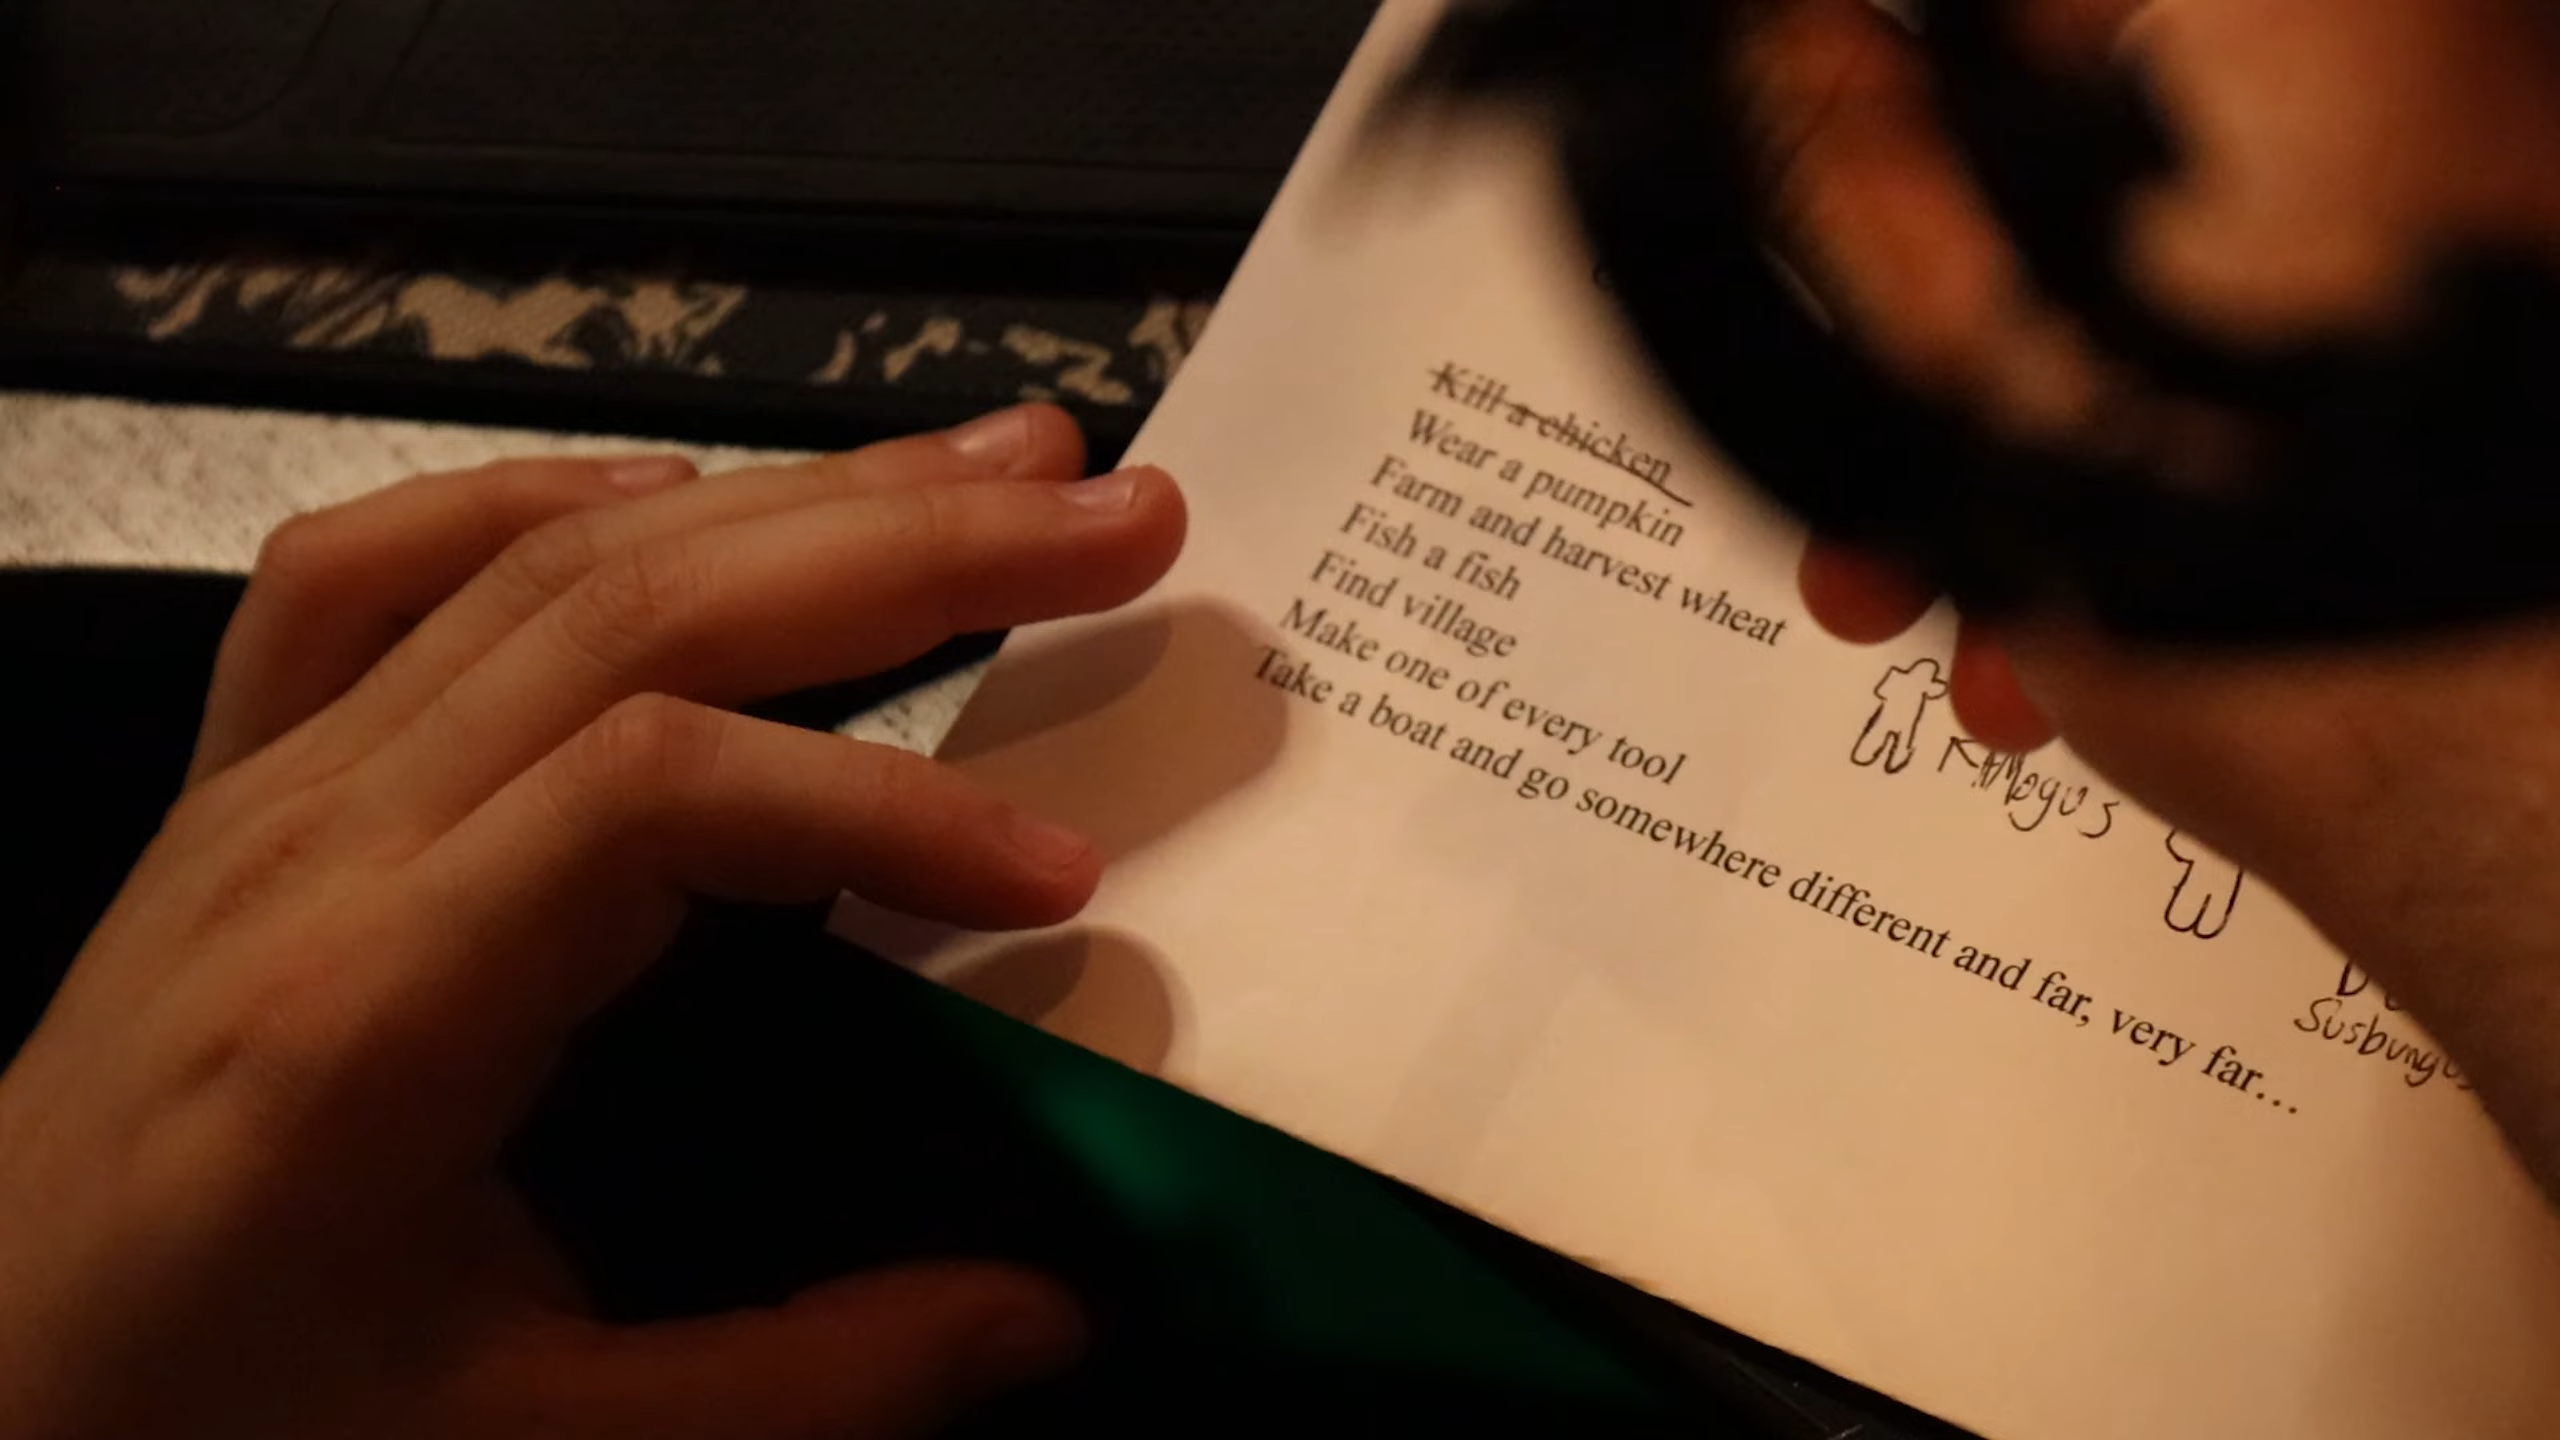 Kill a chicken
Wear a pumpkin
Farm and harvest wheat
Fish a fish
Find village
Make one of every tool
Take a boat and go somewhere different and far, very far...
Susbungus